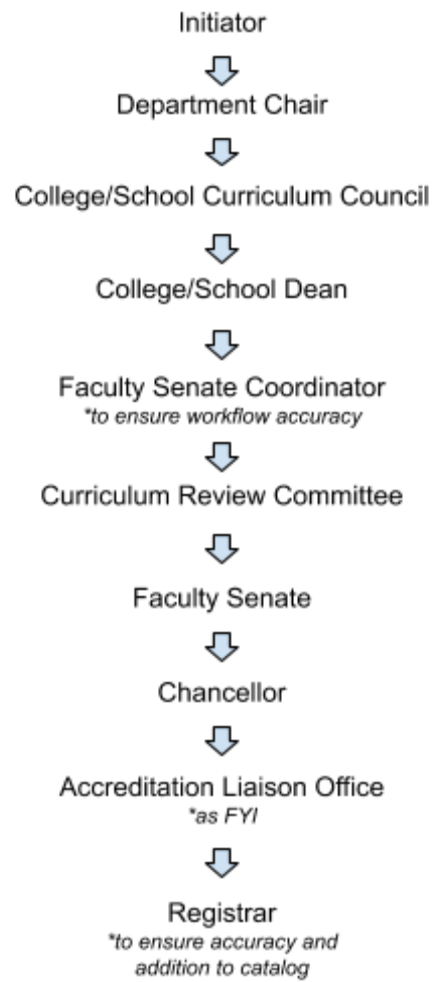 Initiator
Department Chair
College/School Curriculum Council
College/School Dean
Faculty Senate Coordinator
*to ensure workflow accuracy
Curriculum Review Committee
Faculty Senate
Chancellor
Accreditation Liaison Office
*as FYI
Registrar
*to ensure accuracy and
addition to catalog